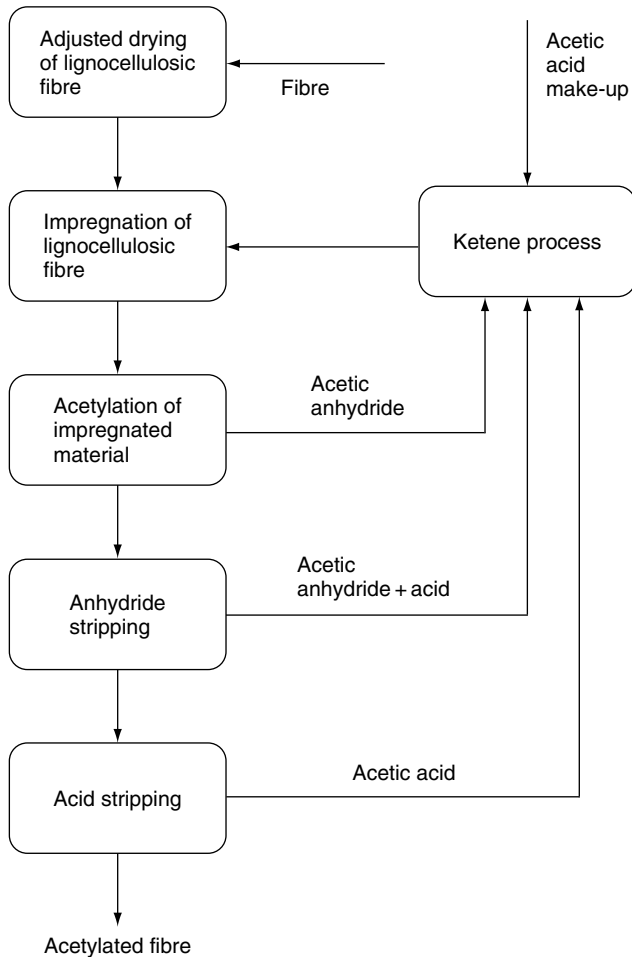 Adjusted drying
of lignocellulosic
fibre
Fibre
Acetic
acid
make-up
Impregnation of
lignocellulosic
fibre
Ketene process
Acetylation of
impregnated
material
Acetic
anhydride
Anhydride
stripping
Acetic
anhydride + acid
Acid stripping
Acetic acid
Acetylated fibre